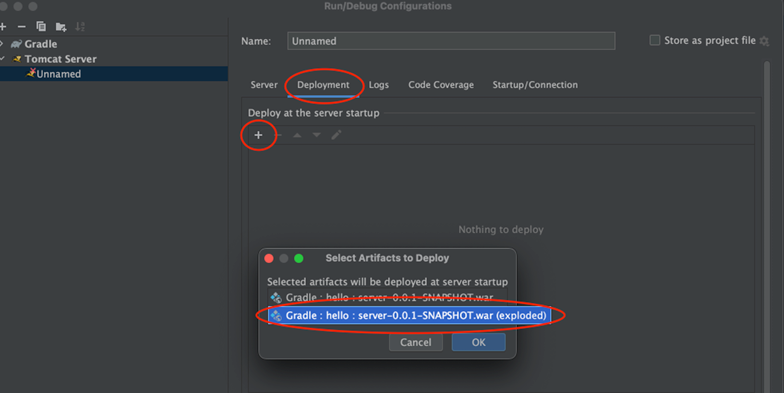 Run/Debug Configurations
Gradle
Tomcat Server
Unnamed
Name: Unnamed
Store as project file
Server Deployment Logs Code Coverage Startup/Connection
Deploy at the server startup
Nothing to deploy
Select Artifacts to Deploy
Selected artifacts will be deployed at server startup
Gradle : hello : server-0.0.1-SNAPSHOT.war
Gradle : hello : server-0.0.1-SNAPSHOT.war (exploded)
Cancel OK